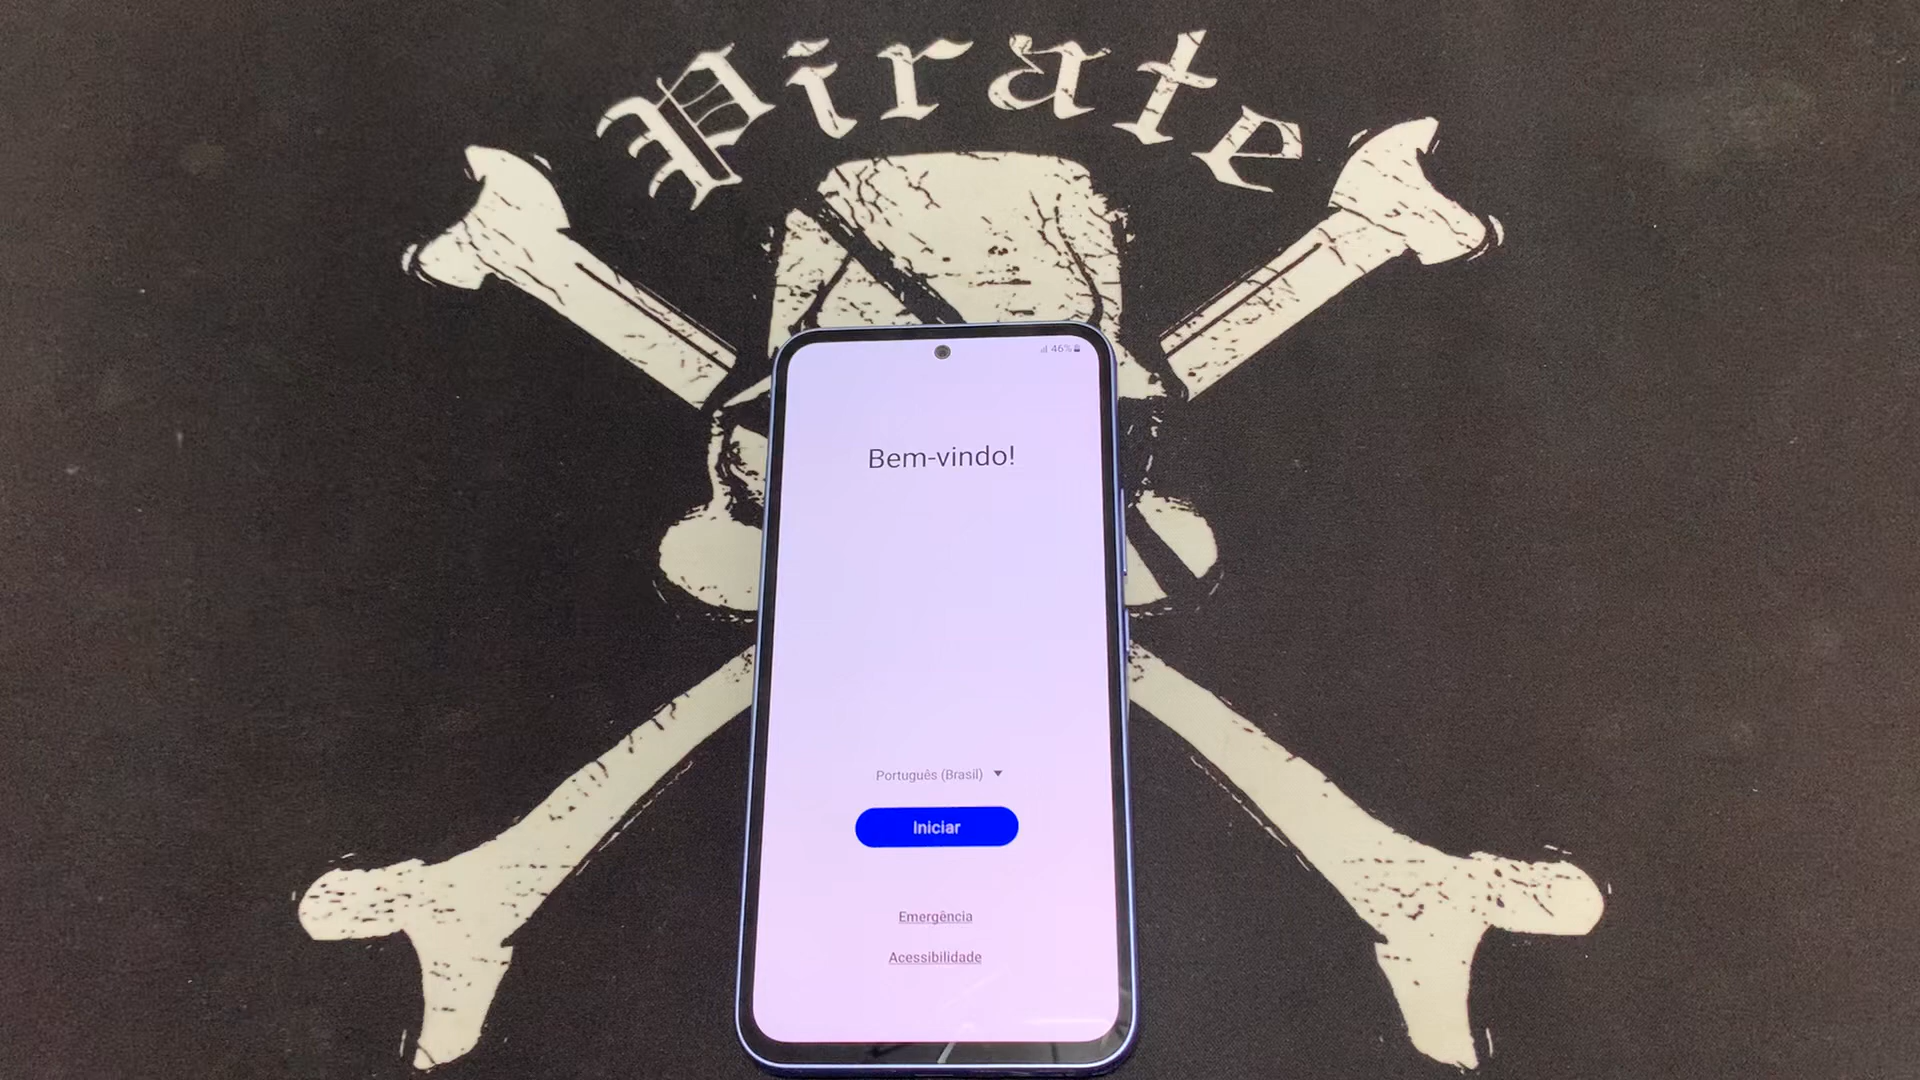 Pirate
46%
Bem-vindo!
Português (Brasil)
Iniciar
Emergência
Acessibilidade